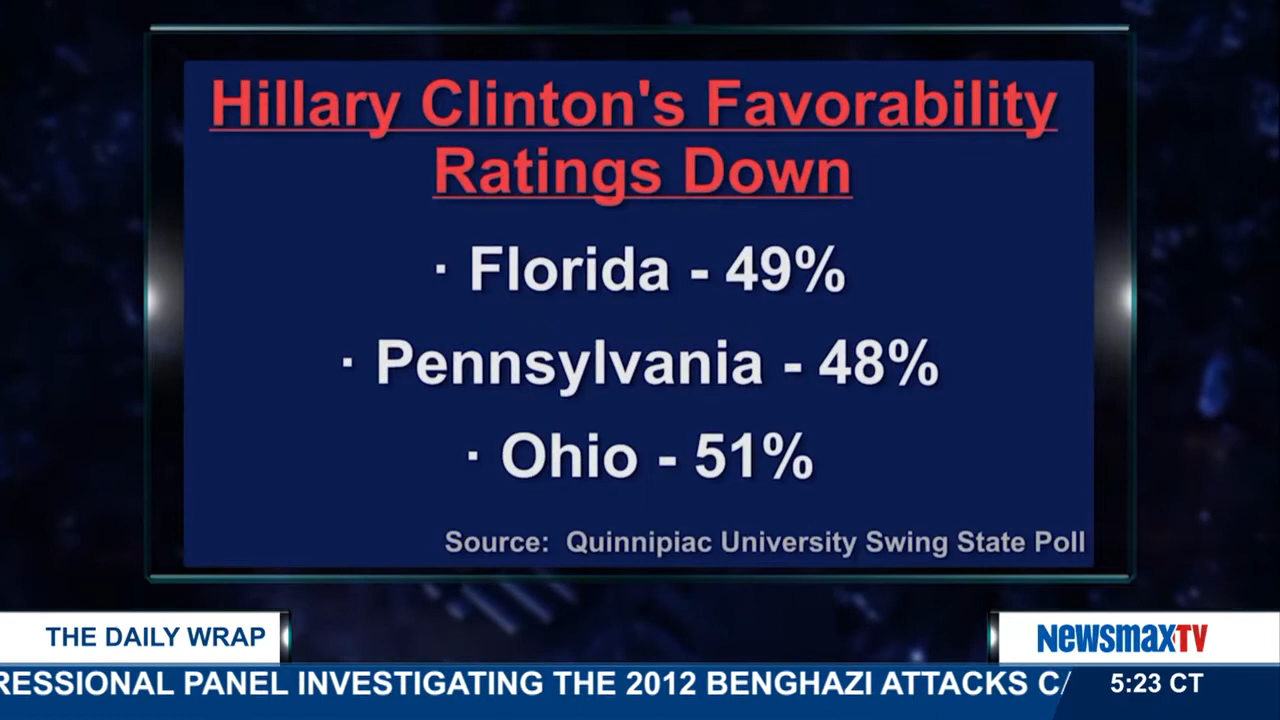 Hillary Clinton's Favorability
Ratings Down
· Florida - 49%
· Pennsylvania - 48%
· Ohio - 51%
Source: Quinnipiac University Swing State Poll
THE DAILY WRAP
NEWSMAXTV
RESSIONAL PANEL INVESTIGATING THE 2012 BENGHAZI ATTACKS
5:23 CT